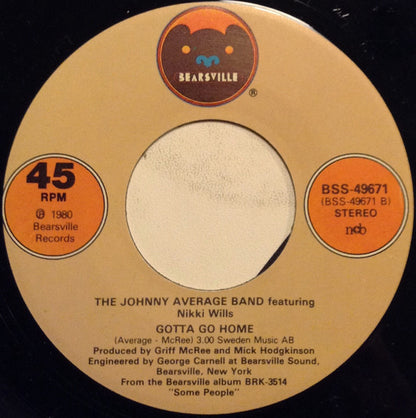 BEARSVILLE
®
45
RPM
℗ 1980
Bearsville
Records
BSS-49671
(BSS-49671 B)
STEREO
ncb
THE JOHNNY AVERAGE BAND featuring
Nikki Wills
GOTTA GO HOME
(Average - McRee) 3.00 Sweden Music AB
Produced by Griff McRee and Mick Hodgkinson
Engineered by George Carnell at Bearsville Sound,
Bearsville, New York
From the Bearsville album BRK-3514
"Some People"